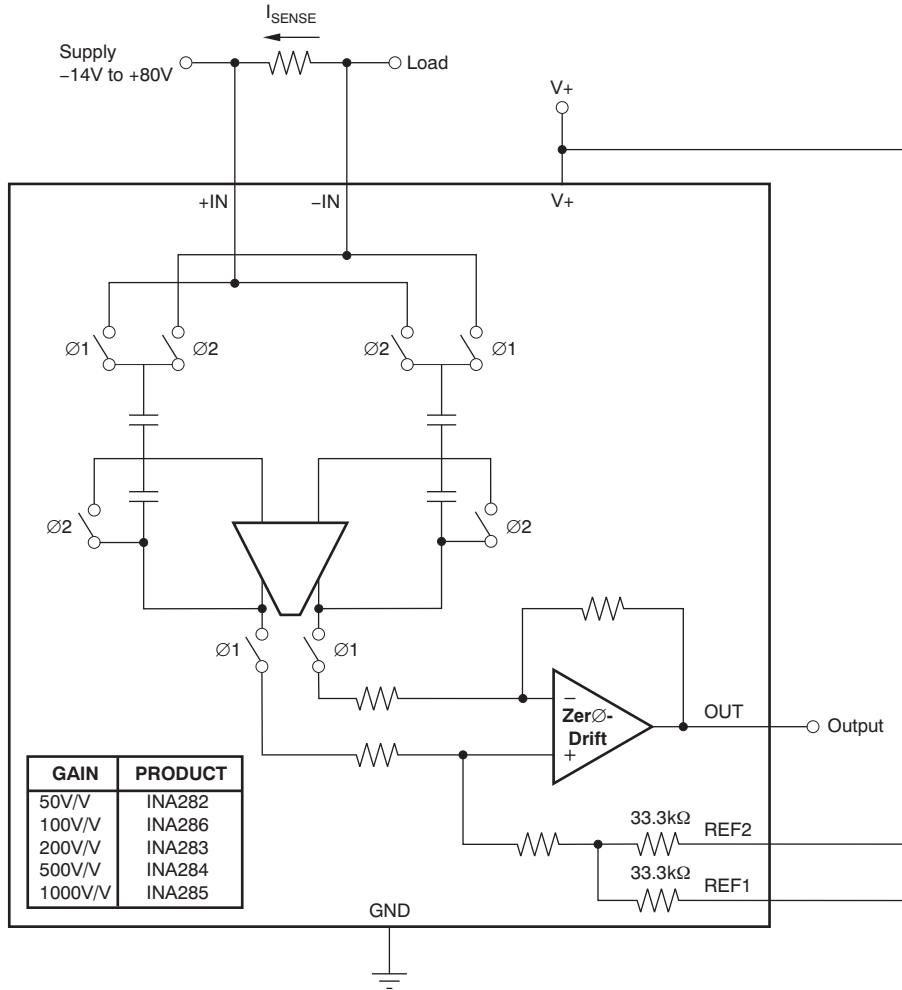 I_SENSE
Supply
−14V to +80V
Load
V+
+IN
−IN
V+
Ø1
Ø2
Ø2
Ø1
Ø2
Ø2
Ø1
Ø1
−
ZerØ-
Drift
+
OUT
Output
GAIN PRODUCT
50V/V INA282
100V/V INA286
200V/V INA283
500V/V INA284
1000V/V INA285
33.3kΩ
REF2
33.3kΩ
REF1
GND